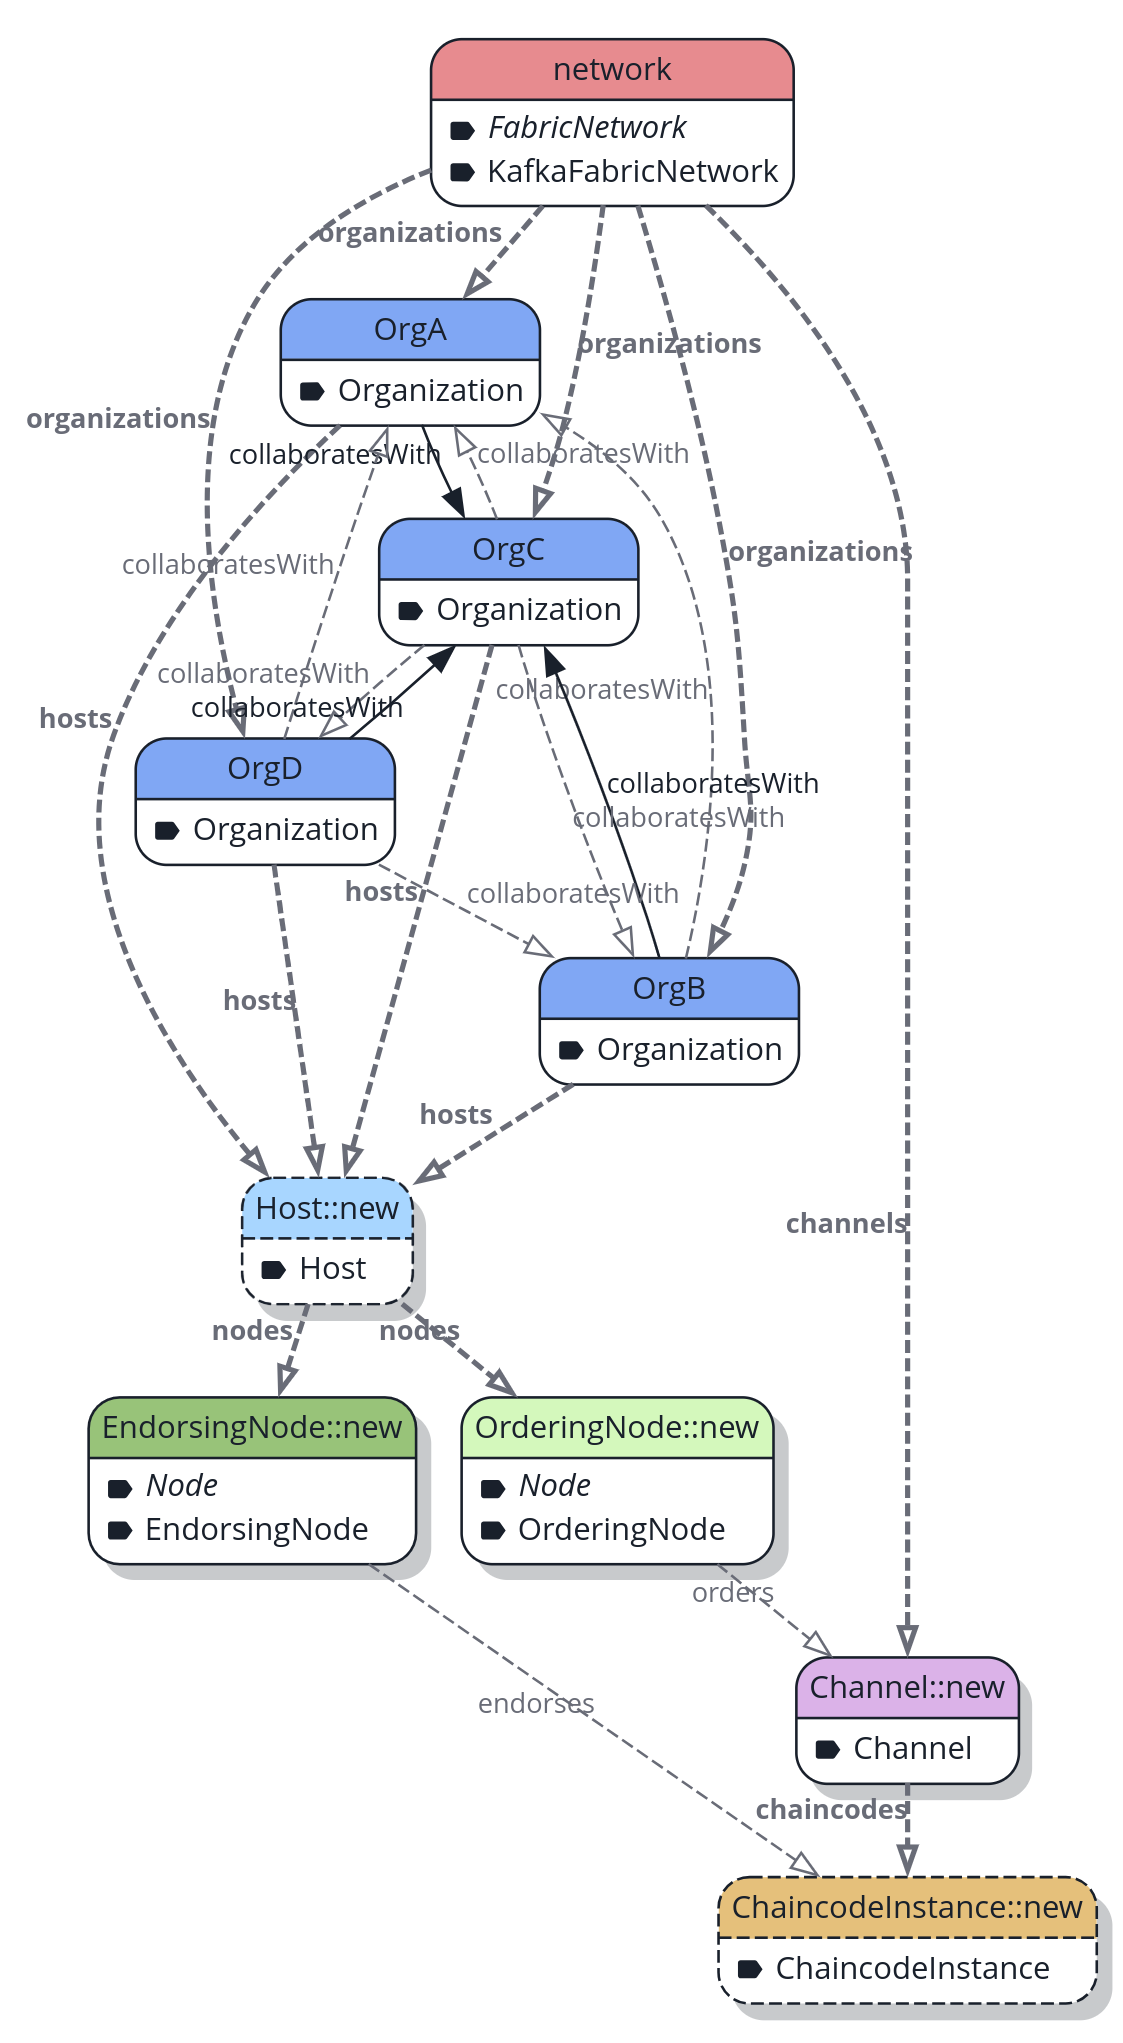 network
FabricNetwork
KafkaFabricNetwork
organizations
OrgA
Organization
organizations
organizations
collaboratesWith
collaboratesWith
OrgC
Organization
organizations
collaboratesWith
collaboratesWith
collaboratesWith
collaboratesWith
hosts
OrgD
Organization
collaboratesWith
collaboratesWith
hosts
collaboratesWith
OrgB
Organization
hosts
hosts
Host::new
Host
channels
nodes
nodes
EndorsingNode::new
Node
EndorsingNode
OrderingNode::new
Node
OrderingNode
orders
endorses
Channel::new
Channel
chaincodes
ChaincodeInstance::new
ChaincodeInstance